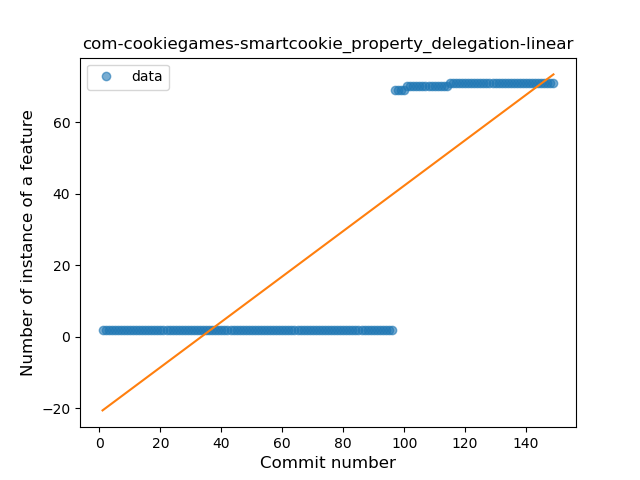 com-cookiegames-smartcookie_property_delegation-linear
data
Number of instance of a feature
60
40
20
0
−20
0 20 40 60 80 100 120 140
Commit number